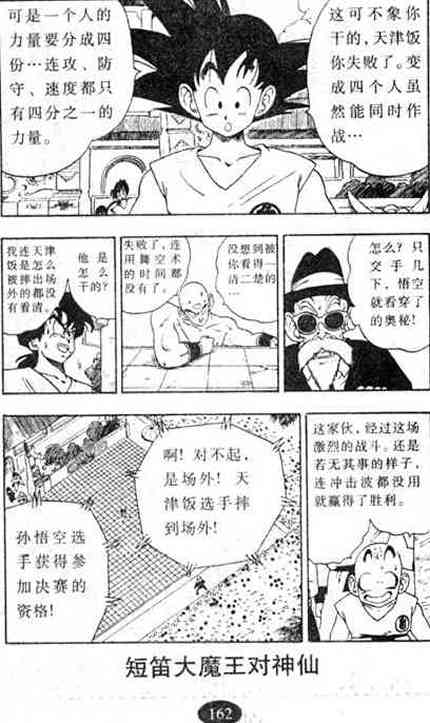 这可不象你
干的,天津饭
你失败了。变
成四个人虽
然能同时作
战…
可是一个人的
力量要分成四
份…连攻、防
守、速度都只
有四分之一的
力量。
怎么?只
交手几
下,悟空
就看穿了
的奥秘!
没想到被
你看得一
清二楚的
…
失败了,连
用舞空术
的时间都
没有了。
他是
怎么
干的?
我连天津
饭是怎么
被摔出场
外的都没
有看清。
这家伙,经过这场
激烈的战斗。还是
若无其事的样子,
连冲击波都没用
就赢得了胜利。
啊!对不起,
是场外!天
津饭选手摔
到场外!
孙悟空选
手获得参
加决赛的
资格!
短笛大魔王对神仙
162